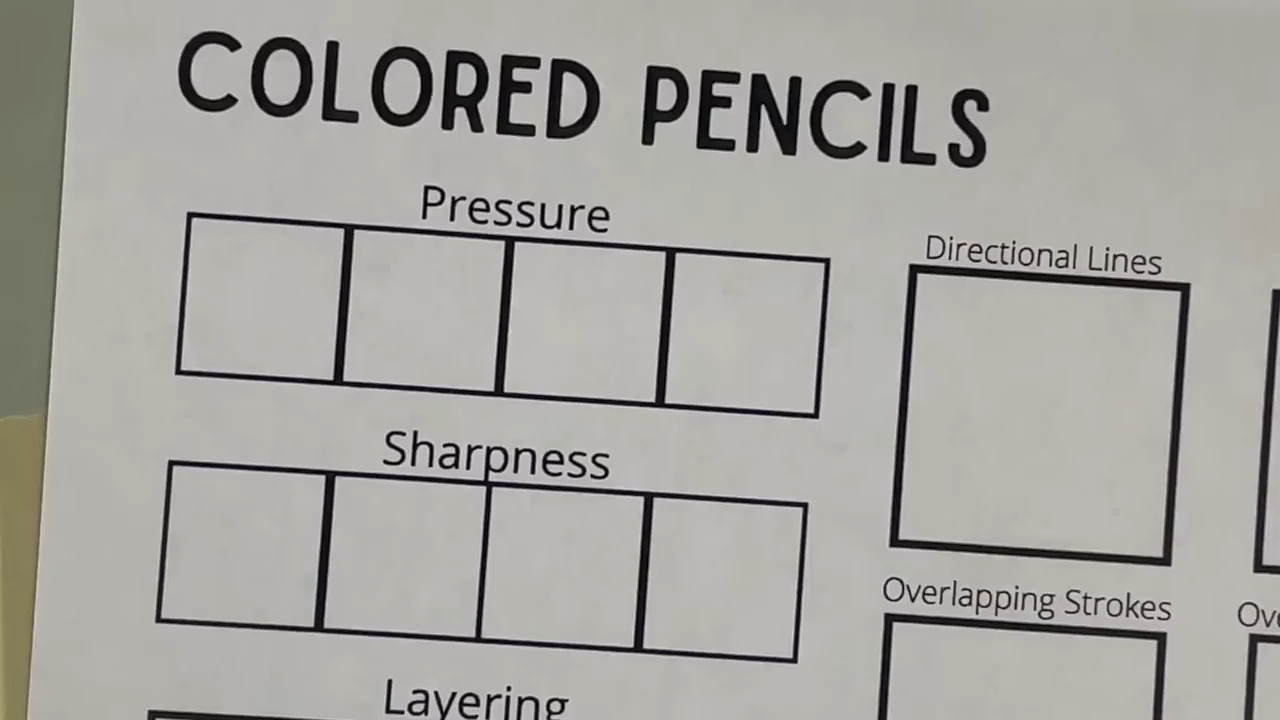 COLORED PENCILS
Pressure
Directional Lines
Sharpness
Overlapping Strokes
Layering